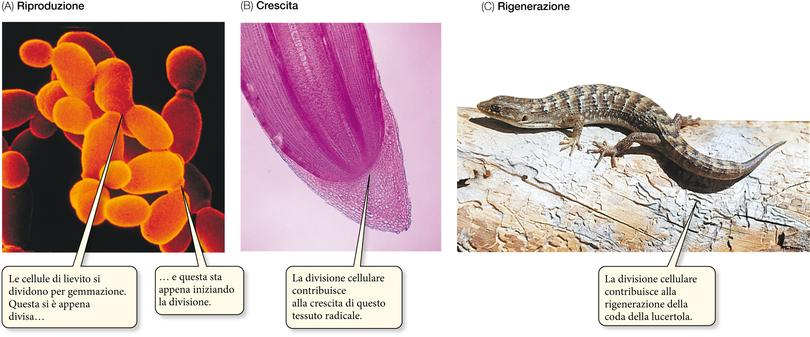 (A) Riproduzione
(B) Crescita
(C) Rigenerazione
Le cellule di lievito si
dividono per gemmazione.
Questa si è appena
divisa…
… e questa sta
appena iniziando
la divisione.
La divisione cellulare
contribuisce
alla crescita di questo
tessuto radicale.
La divisione cellulare
contribuisce alla
rigenerazione della
coda della lucertola.